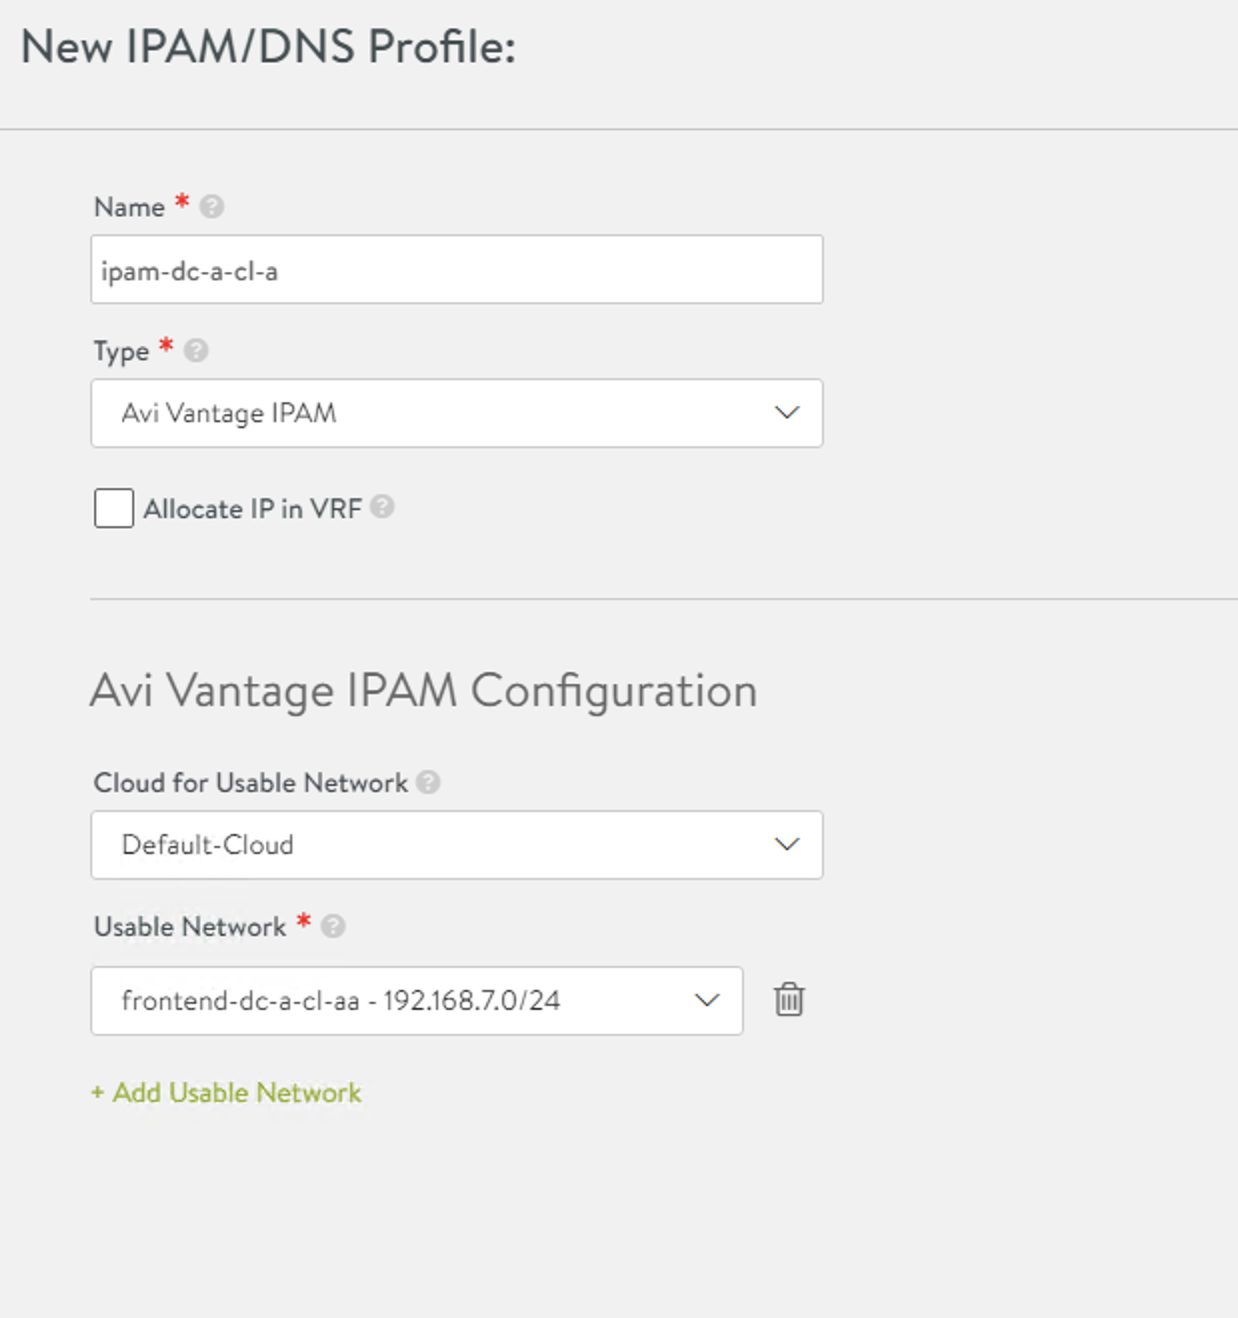 New IPAM/DNS Profile:
Name * ?
ipam-dc-a-cl-a
Type * ?
Avi Vantage IPAM
Allocate IP in VRF ?
Avi Vantage IPAM Configuration
Cloud for Usable Network ?
Default-Cloud
Usable Network * ?
frontend-dc-a-cl-aa - 192.168.7.0/24
+ Add Usable Network